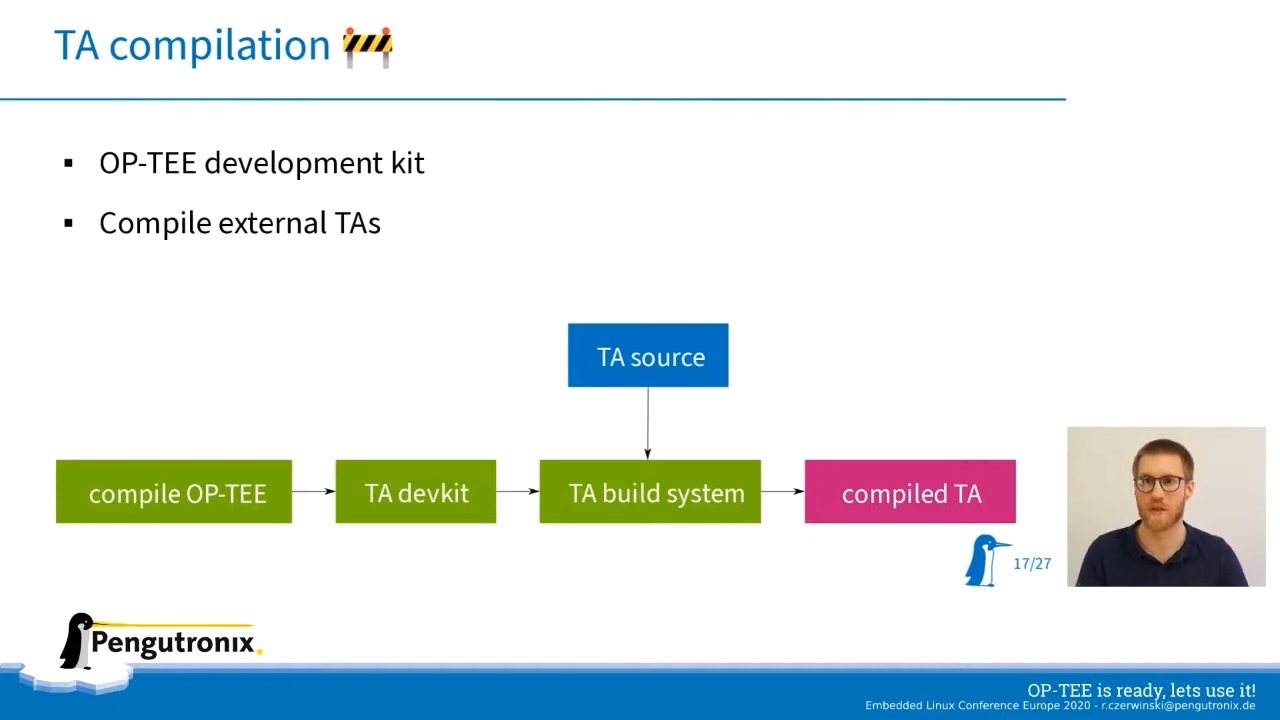 TA compilation 🚧
▪ OP-TEE development kit
▪ Compile external TAs
TA source
compile OP-TEE
TA devkit
TA build system
compiled TA
17/27
Pengutronix.
OP-TEE is ready, lets use it!
Embedded Linux Conference Europe 2020 - r.czerwinski@pengutronix.de